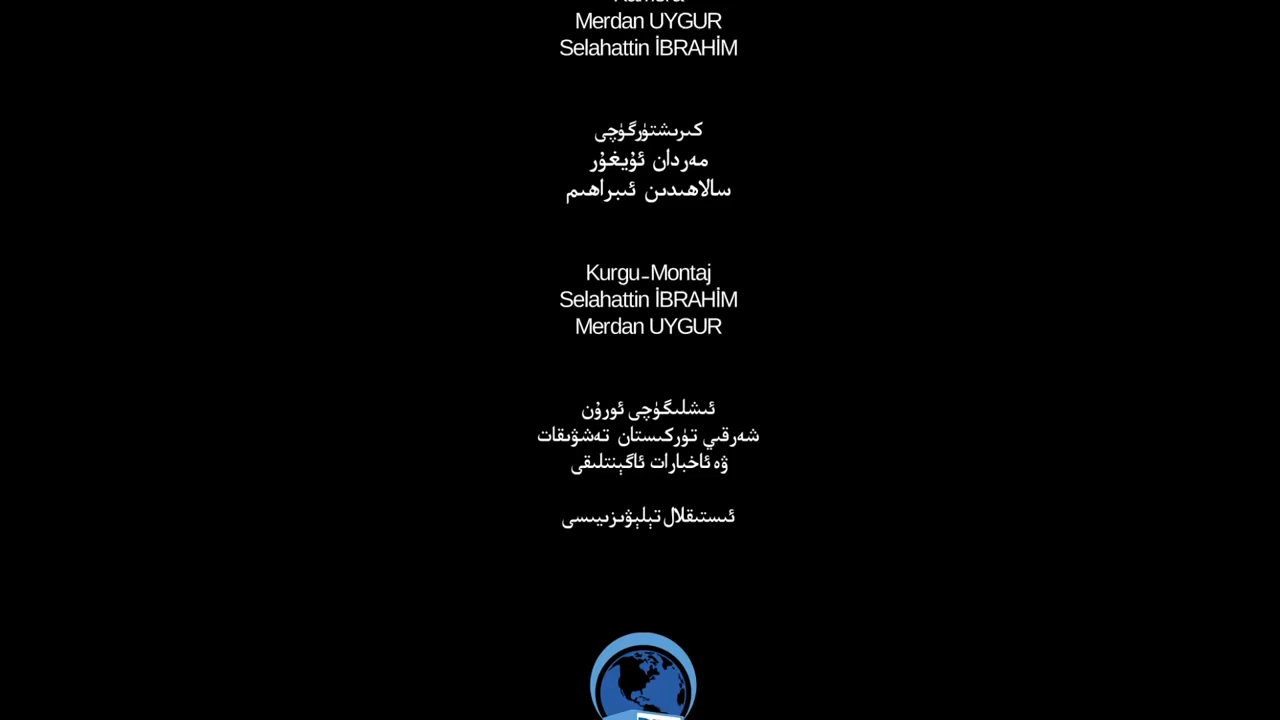 Merdan UYGUR
Selahattin İBRAHİM
كىرىشتۈرگۈچى
مەردان ئۇيغۇر
سالاھىدىن ئىبراھىم
Kurgu-Montaj
Selahattin İBRAHİM
Merdan UYGUR
ئىشلىگۈچى ئورۇن
شەرقىي تۈركىستان تەشۋىقات
ۋە ئاخبارات ئاگېنتلىقى
ئىستىقلال تېلېۋىزىيىسى